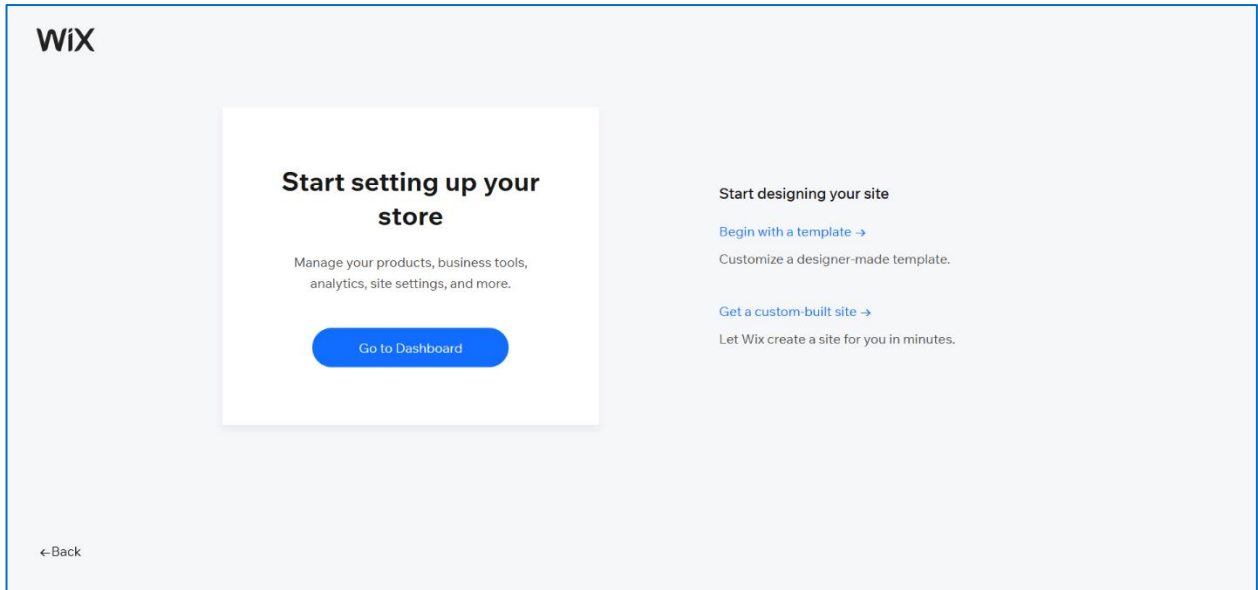 WiX
Start setting up your
store
Manage your products, business tools,
analytics, site settings, and more.
Go to Dashboard
Start designing your site
Begin with a template →
Customize a designer-made template.
Get a custom-built site →
Let Wix create a site for you in minutes.
←Back